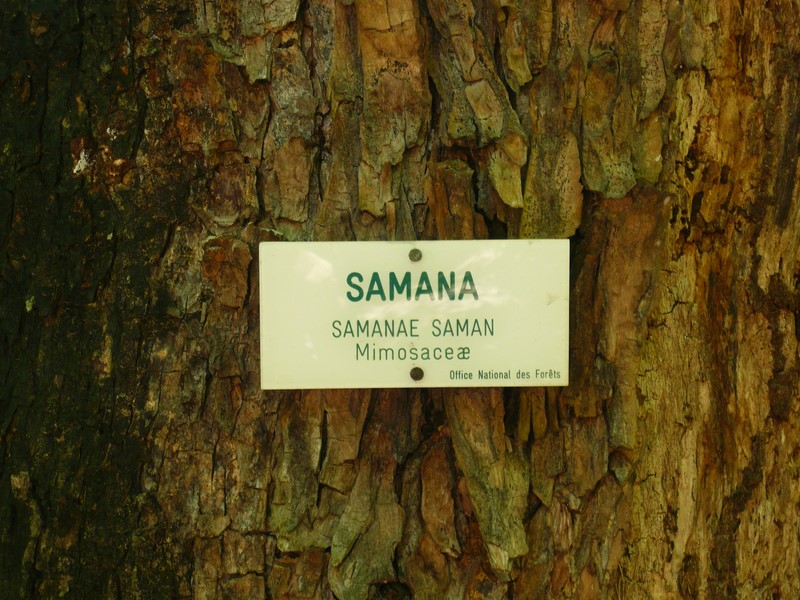 SAMANA
SAMANAE SAMAN
Mimosaceæ
Office National des Forêts